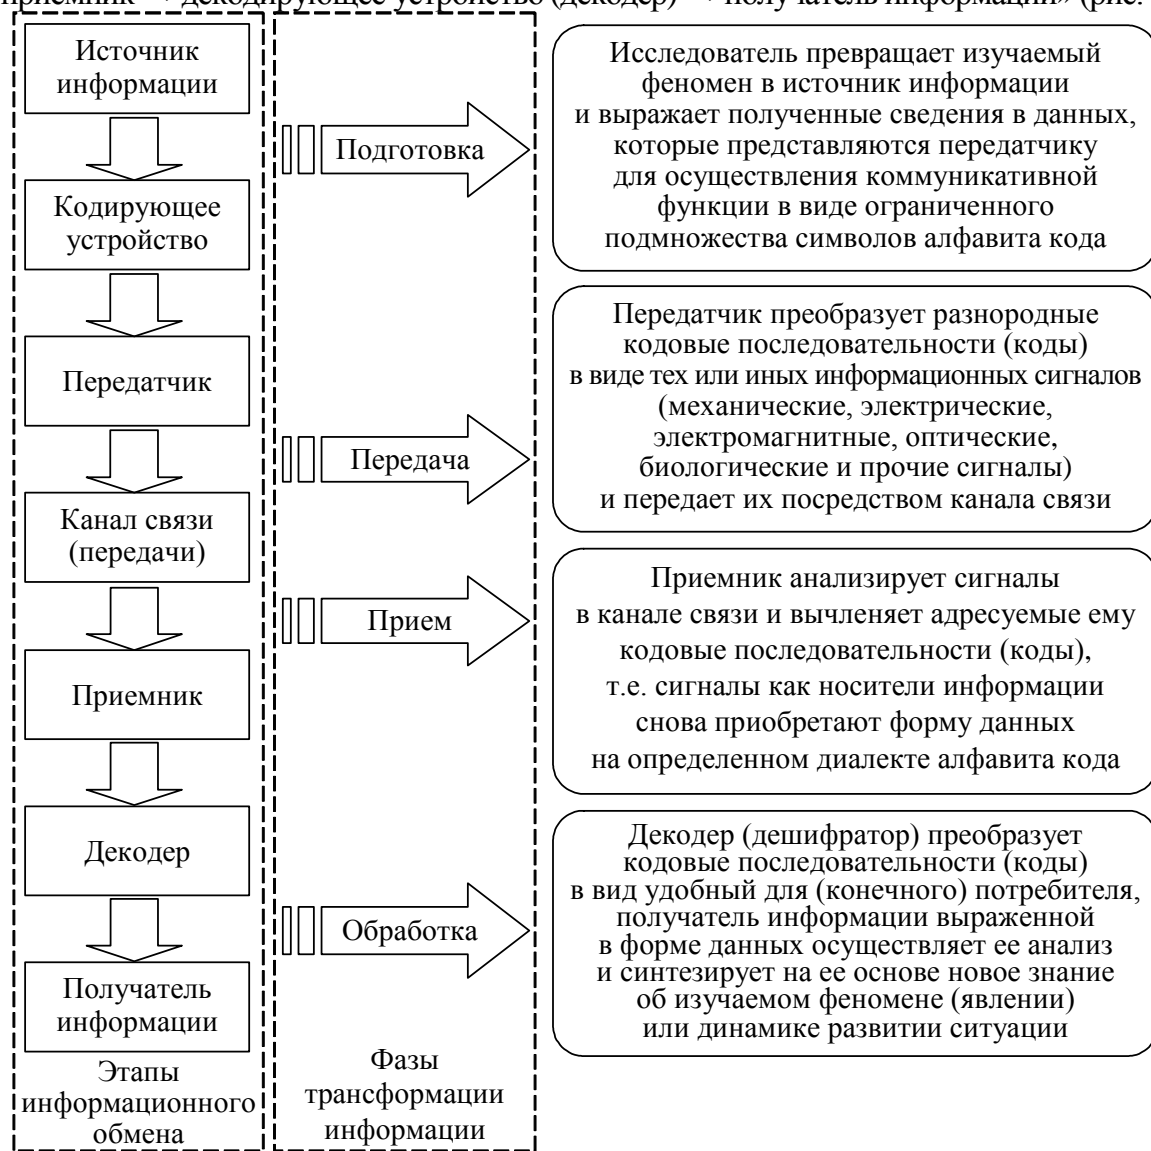 приемник → декодирующее устройство (декодер) → получатель информации» (рис.
Источник
информации
Кодирующее
устройство
Передатчик
Канал связи
(передачи)
Приемник
Декодер
Получатель
информации
Этапы
информационного
обмена
Подготовка
Передача
Прием
Обработка
Фазы
трансформации
информации
Исследователь превращает изучаемый
феномен в источник информации
и выражает полученные сведения в данных,
которые представляются передатчику
для осуществления коммуникативной
функции в виде ограниченного
подмножества символов алфавита кода
Передатчик преобразует разнородные
кодовые последовательности (коды)
в виде тех или иных информационных сигналов
(механические, электрические,
электромагнитные, оптические,
биологические и прочие сигналы)
и передает их посредством канала связи
Приемник анализирует сигналы
в канале связи и вычленяет адресуемые ему
кодовые последовательности (коды),
т.е. сигналы как носители информации
снова приобретают форму данных
на определенном диалекте алфавита кода
Декодер (дешифратор) преобразует
кодовые последовательности (коды)
в вид удобный для (конечного) потребителя,
получатель информации выраженной
в форме данных осуществляет ее анализ
и синтезирует на ее основе новое знание
об изучаемом феномене (явлении)
или динамике развитии ситуации